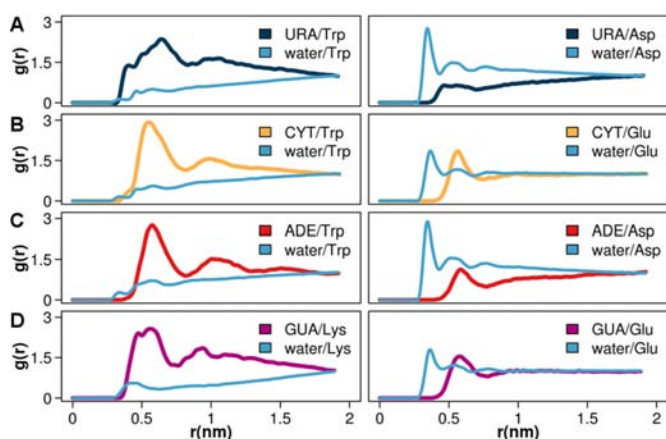 A
3
1.5
0
g(r)
URA/Trp
water/Trp
URA/Asp
water/Asp
B
3
1.5
0
g(r)
CYT/Trp
water/Trp
CYT/Glu
water/Glu
C
3
1.5
0
g(r)
ADE/Trp
water/Trp
ADE/Asp
water/Asp
D
3
1.5
0
g(r)
GUA/Lys
water/Lys
GUA/Glu
water/Glu
0 0.5 1 1.5 2 0 0.5 1 1.5 2
r(nm) r(nm)